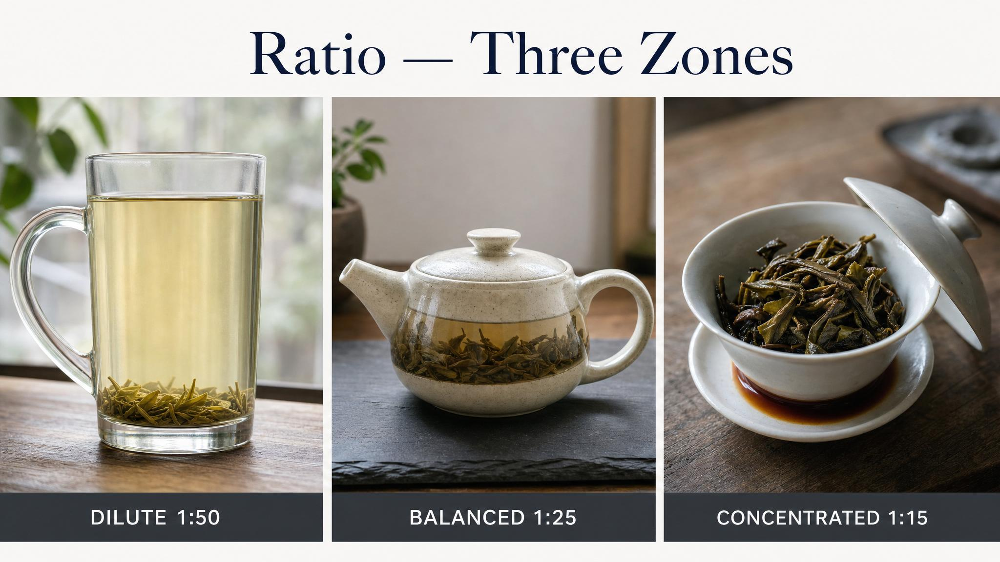 Ratio — Three Zones
DILUTE 1:50
BALANCED 1:25
CONCENTRATED 1:15